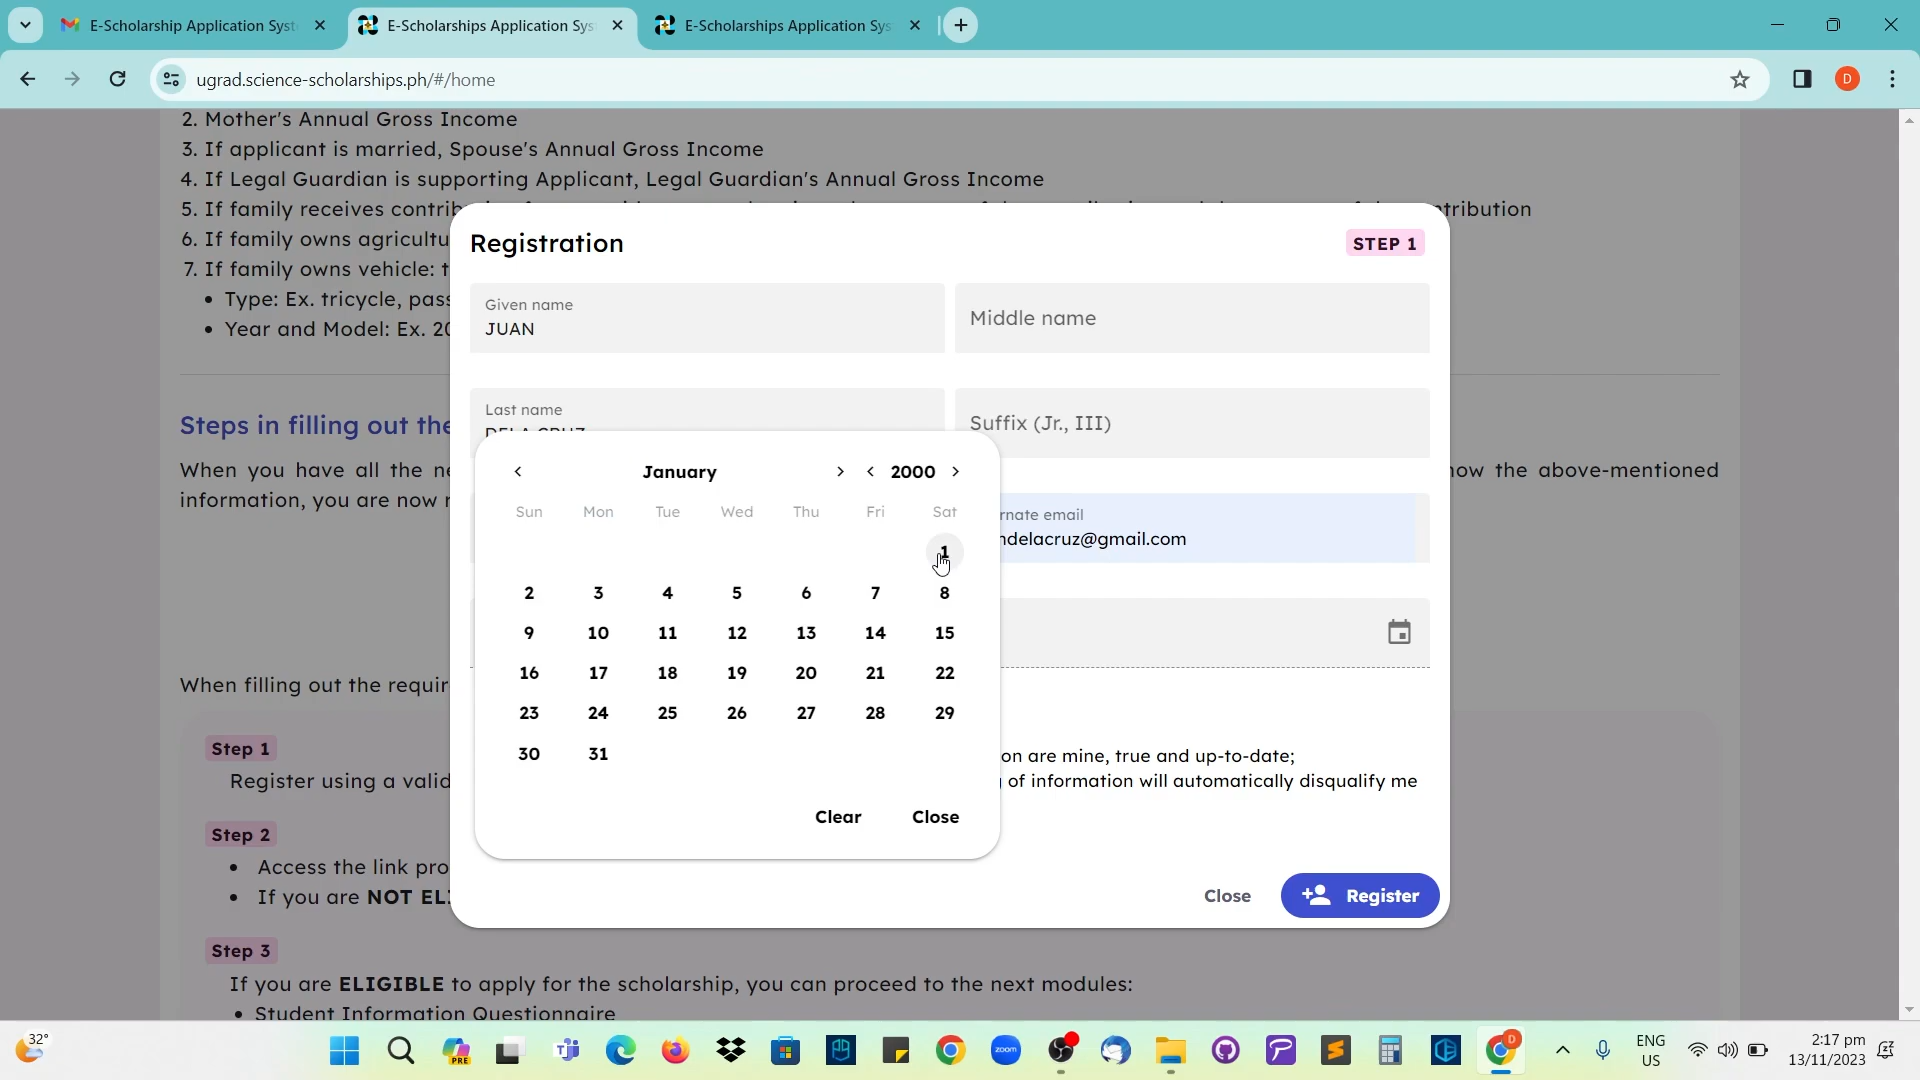 E-Scholarship Application Syst
E-Scholarships Application Sys
E-Scholarships Application Sys
ugrad.science-scholarships.ph/#/home
D
2. Mother's Annual Gross Income
3. If applicant is married, Spouse's Annual Gross Income
4. If Legal Guardian is supporting Applicant, Legal Guardian's Annual Gross Income
5. If family receives contrib
tribution
6. If family owns agricultu
7. If family owns vehicle: t
• Type: Ex. tricycle, pass
• Year and Model: Ex. 20
Steps in filling out the
When you have all the ne
now the above-mentioned
information, you are now r
When filling out the requir
Step 1
Register using a valid
Step 2
• Access the link pro
• If you are NOT ELI
Step 3
If you are ELIGIBLE to apply for the scholarship, you can proceed to the next modules:
• Student Information Questionnaire
Registration
STEP 1
Given name
JUAN
Middle name
Last name
DELA CRUZ
Suffix (Jr., III)
rnate email
ndelacruz@gmail.com
January 2000
Sun Mon Tue Wed Thu Fri Sat
1
2 3 4 5 6 7 8
9 10 11 12 13 14 15
16 17 18 19 20 21 22
23 24 25 26 27 28 29
30 31
Clear Close
on are mine, true and up-to-date;
of information will automatically disqualify me
Close Register
32°
PRE
zoom
D
ENG
US
2:17 pm
13/11/2023